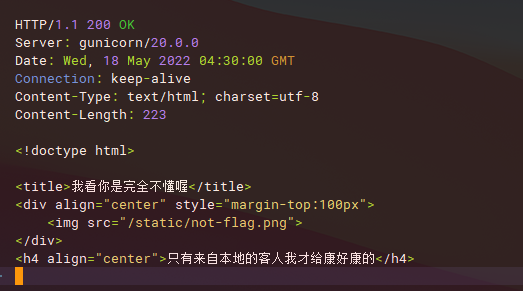 HTTP/1.1 200 OK
Server: gunicorn/20.0.0
Date: Wed, 18 May 2022 04:30:00 GMT
Connection: keep-alive
Content-Type: text/html; charset=utf-8
Content-Length: 223
<!doctype html>
<title>我看你是完全不懂喔</title>
<div align="center" style="margin-top:100px">
<img src="/static/not-flag.png">
</div>
<h4 align="center">只有来自本地的客人我才给康好康的</h4>